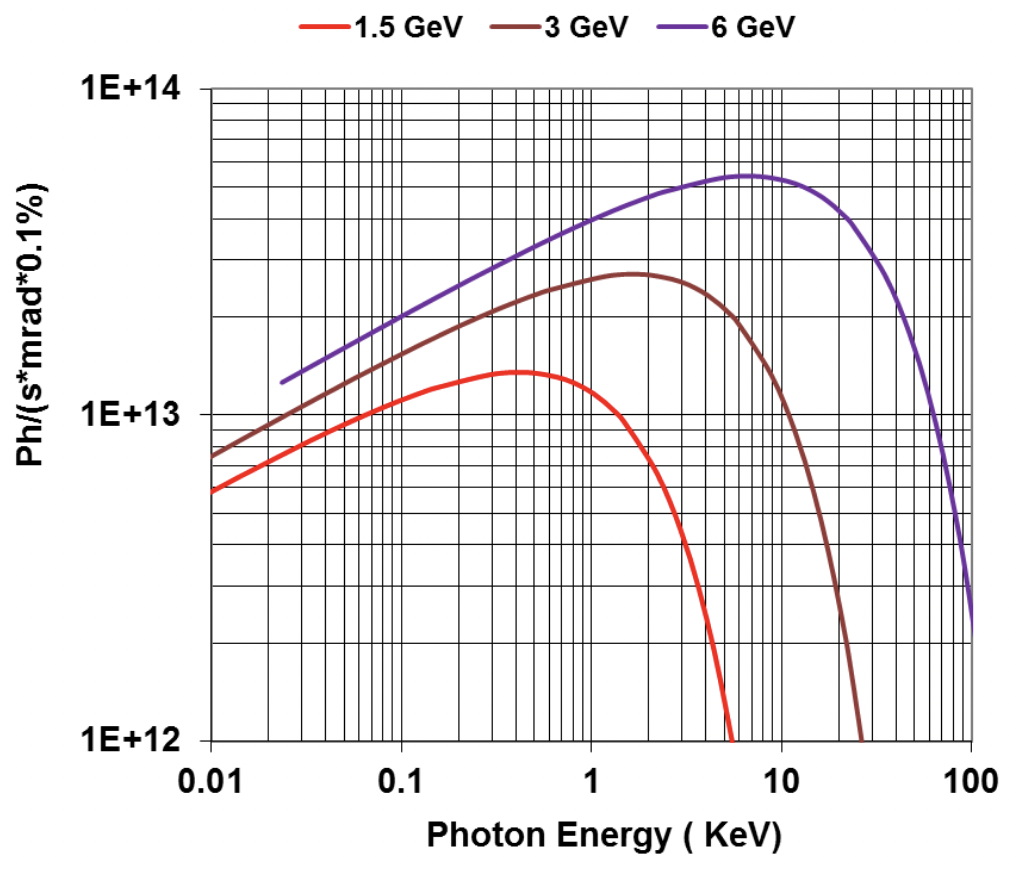 1.5 GeV 3 GeV 6 GeV
1E+14
1E+13
1E+12
Ph/(s*mrad*0.1%)
0.01 0.1 1 10 100
Photon Energy ( KeV)